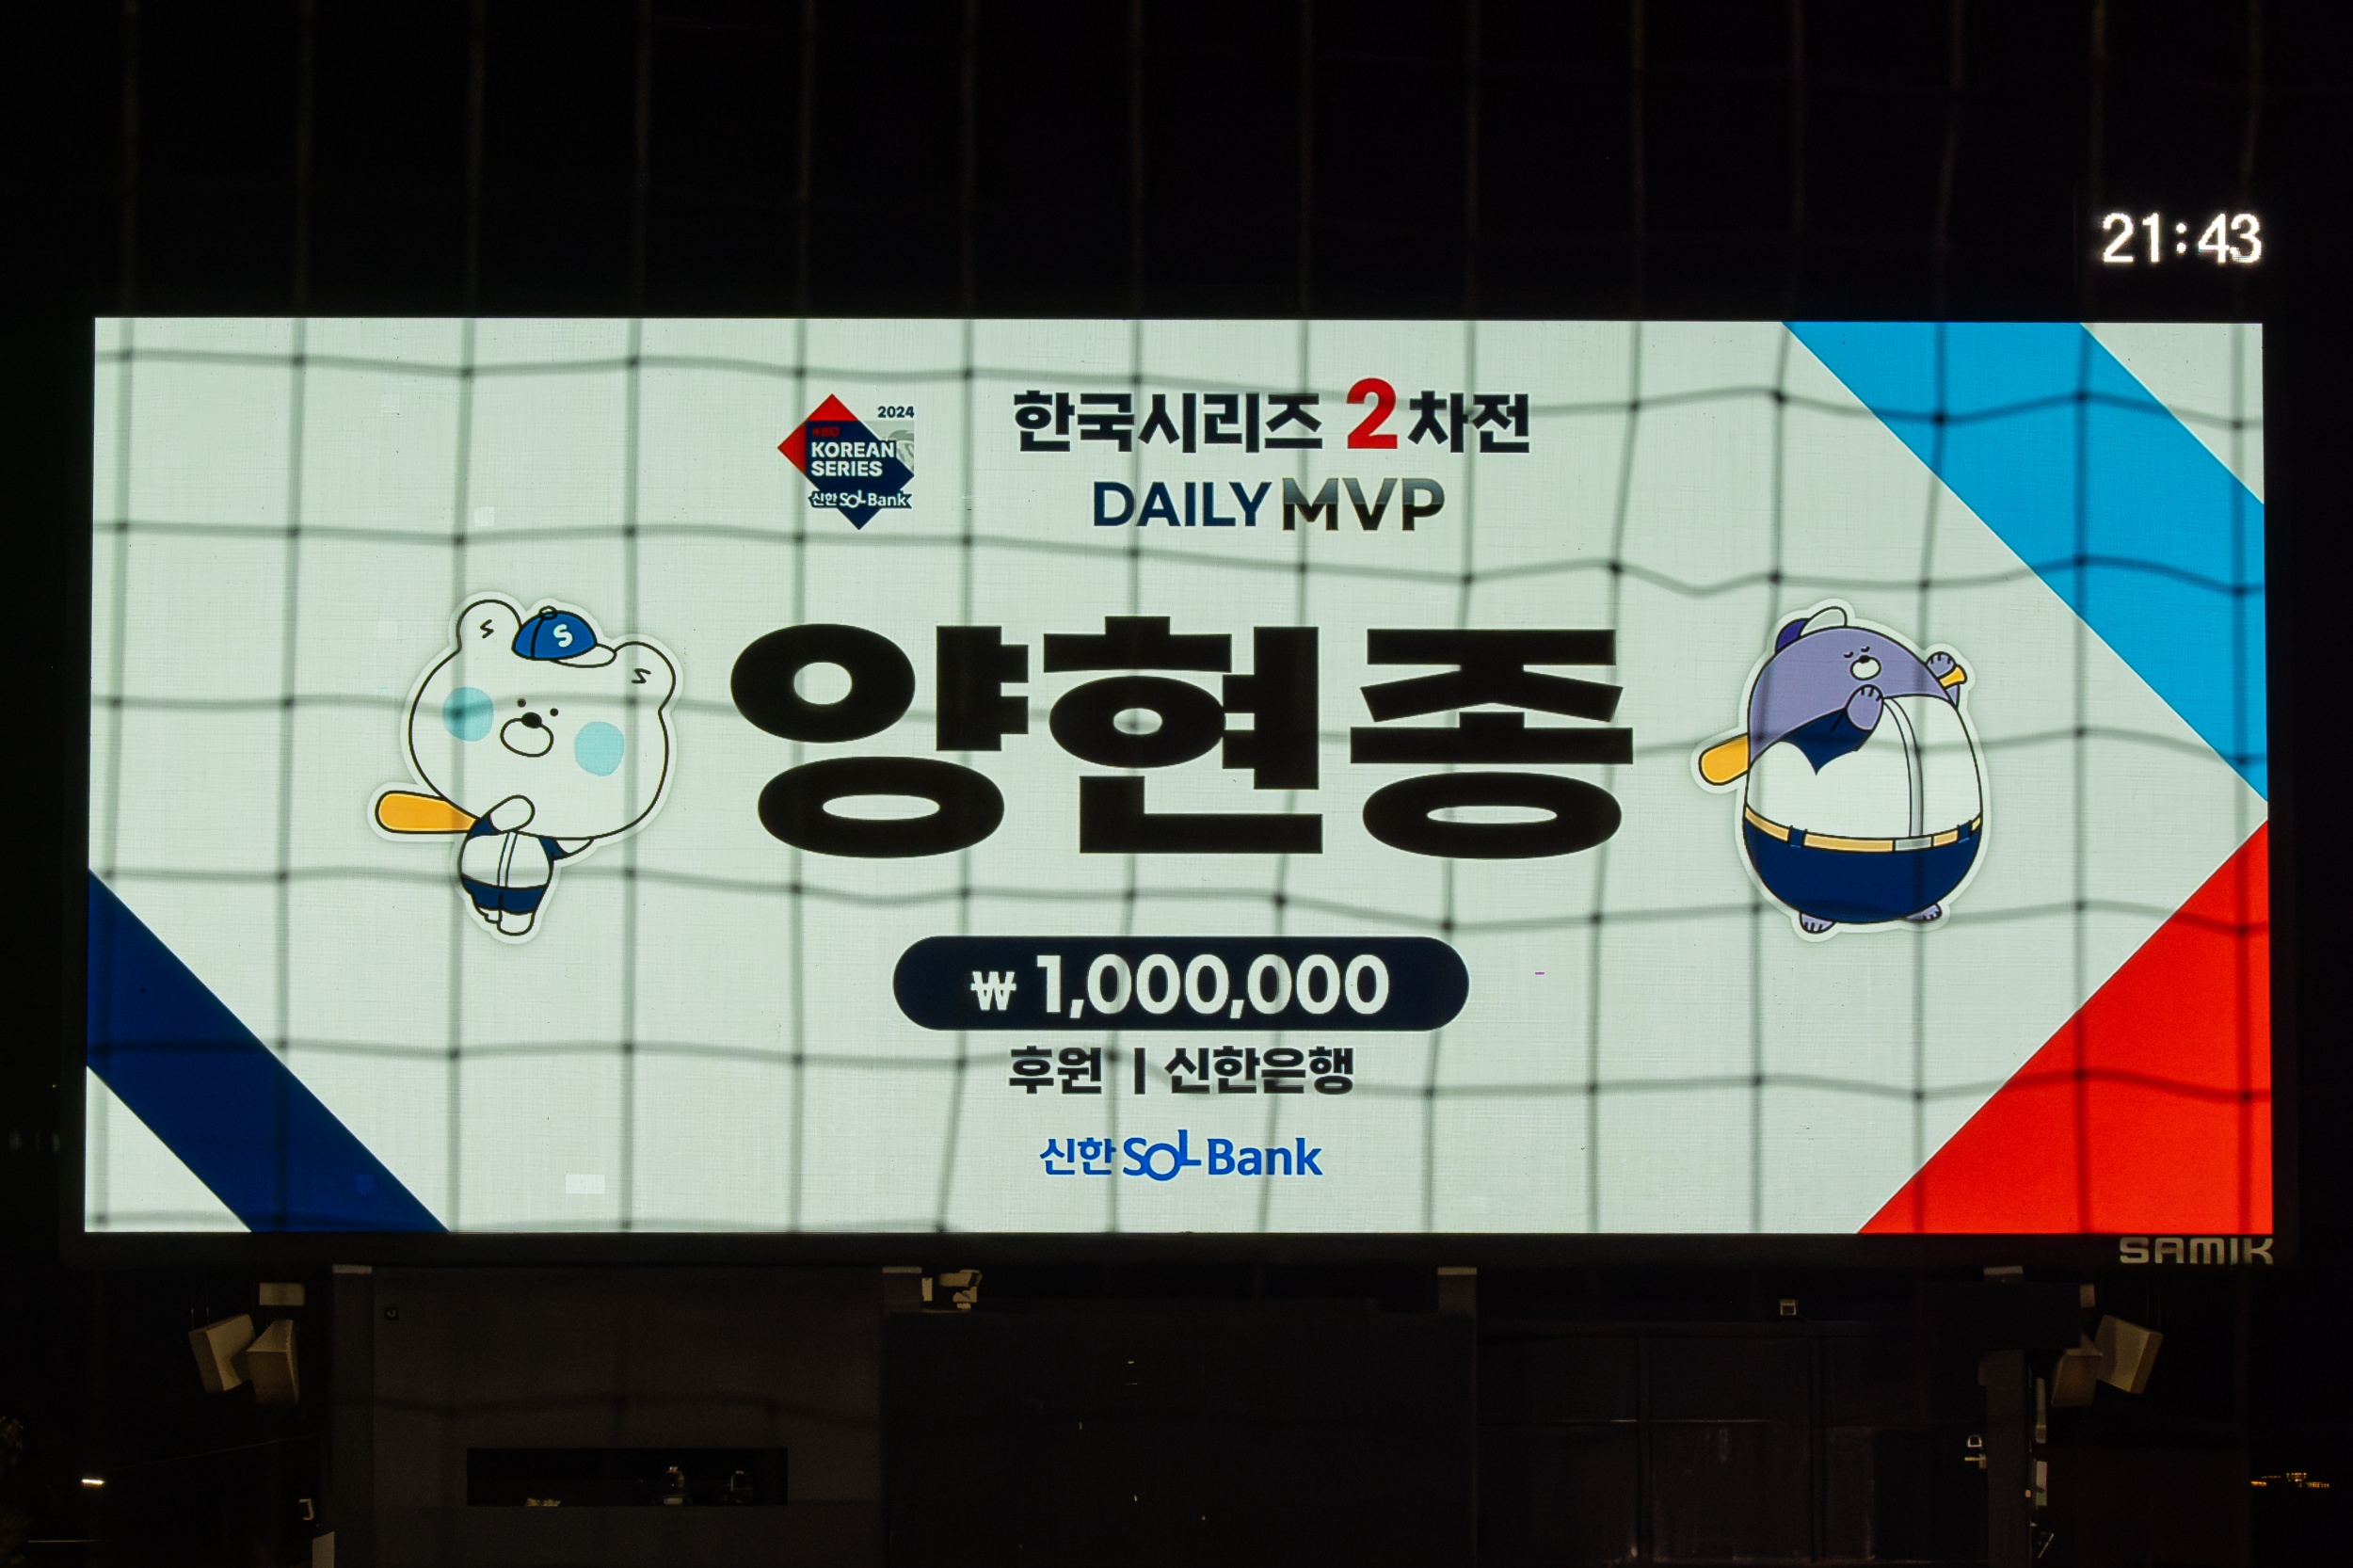 21:43
2024
KBO
KOREAN
SERIES
신한 SOL Bank
한국시리즈 2차전
DAILY MVP
S
S
S
양현종
₩ 1,000,000
후원 | 신한은행
신한 SOL Bank
SAMIK